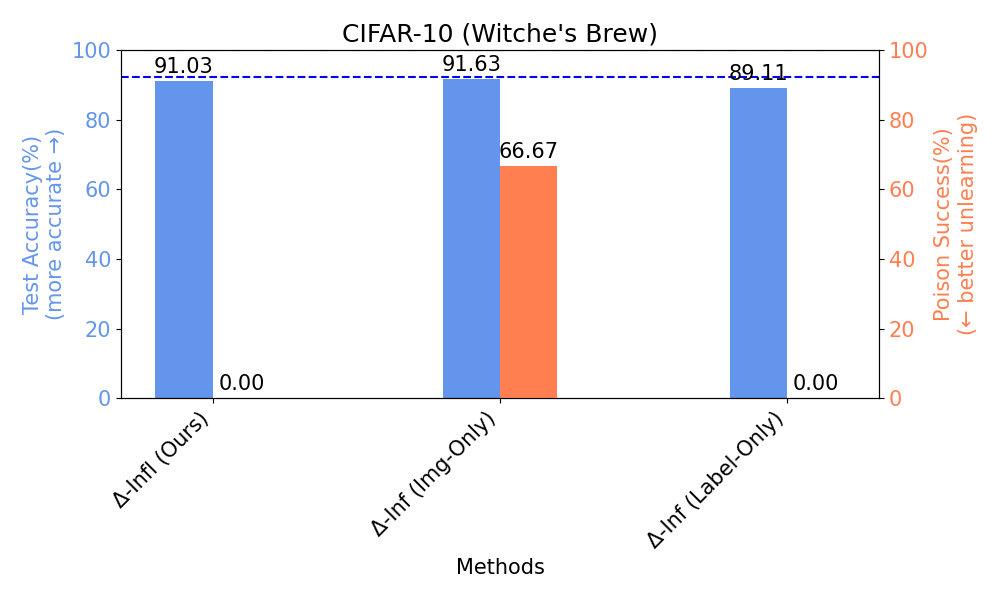 CIFAR-10 (Witche's Brew)
100
80
60
40
20
0
Test Accuracy(%)
(more accurate →)
91.03
0.00
91.63
66.67
89.11
0.00
100
80
60
40
20
0
Poison Success(%)
(← better unlearning)
Δ-Infl (Ours)
Δ-Inf (Img-Only)
Δ-Inf (Label-Only)
Methods